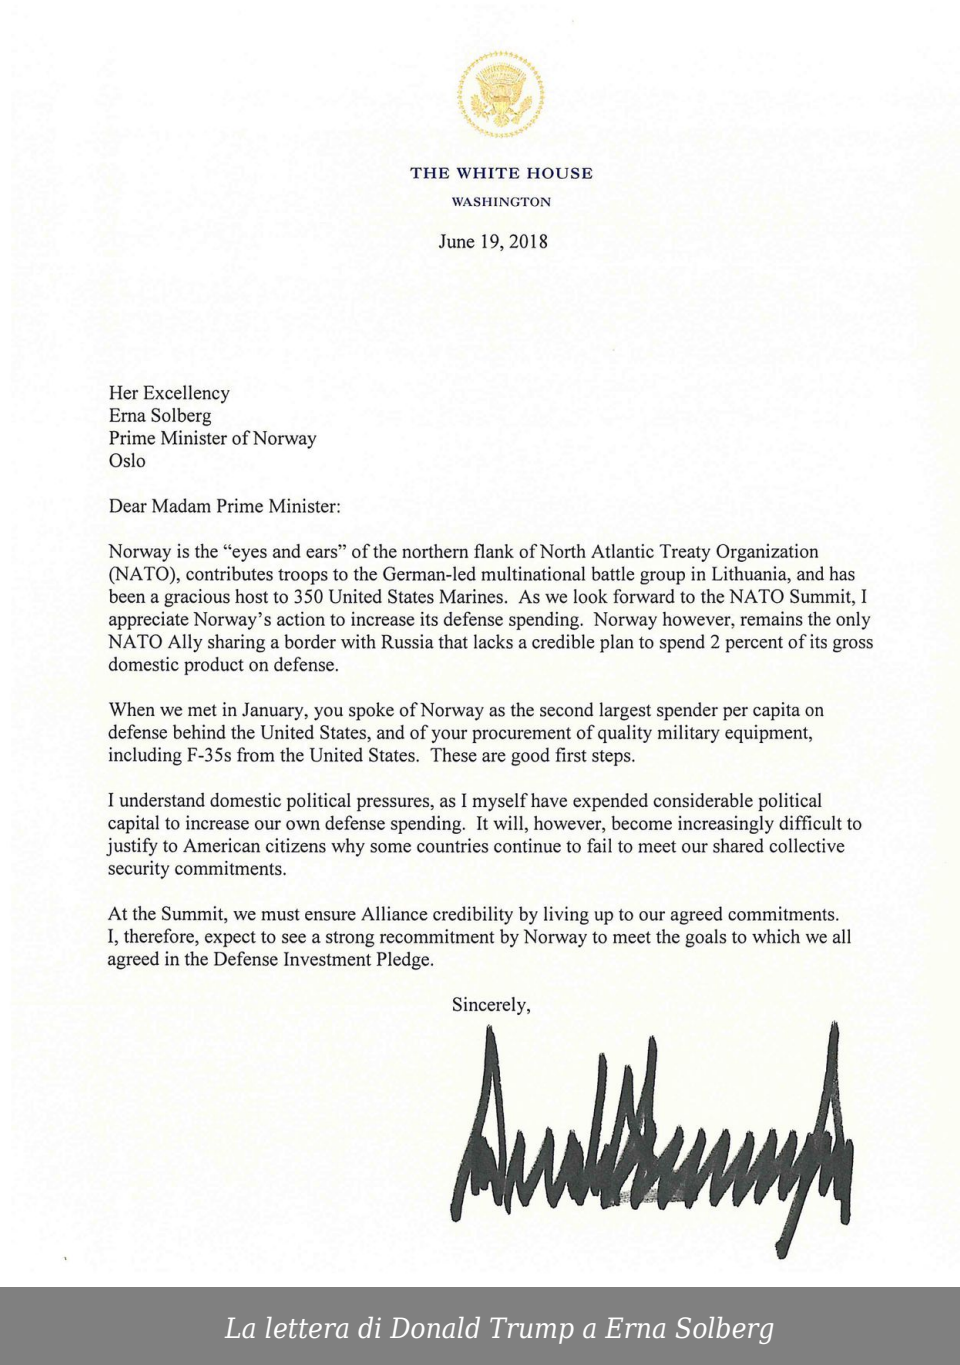 THE WHITE HOUSE
WASHINGTON
June 19, 2018
Her Excellency
Erna Solberg
Prime Minister of Norway
Oslo
Dear Madam Prime Minister:
Norway is the “eyes and ears” of the northern flank of North Atlantic Treaty Organization
(NATO), contributes troops to the German-led multinational battle group in Lithuania, and has
been a gracious host to 350 United States Marines.  As we look forward to the NATO Summit, I
appreciate Norway’s action to increase its defense spending.  Norway however, remains the only
NATO Ally sharing a border with Russia that lacks a credible plan to spend 2 percent of its gross
domestic product on defense.
When we met in January, you spoke of Norway as the second largest spender per capita on
defense behind the United States, and of your procurement of quality military equipment,
including F-35s from the United States.  These are good first steps.
I understand domestic political pressures, as I myself have expended considerable political
capital to increase our own defense spending.  It will, however, become increasingly difficult to
justify to American citizens why some countries continue to fail to meet our shared collective
security commitments.
At the Summit, we must ensure Alliance credibility by living up to our agreed commitments.
I, therefore, expect to see a strong recommitment by Norway to meet the goals to which we all
agreed in the Defense Investment Pledge.
Sincerely,
La lettera di Donald Trump a Erna Solberg